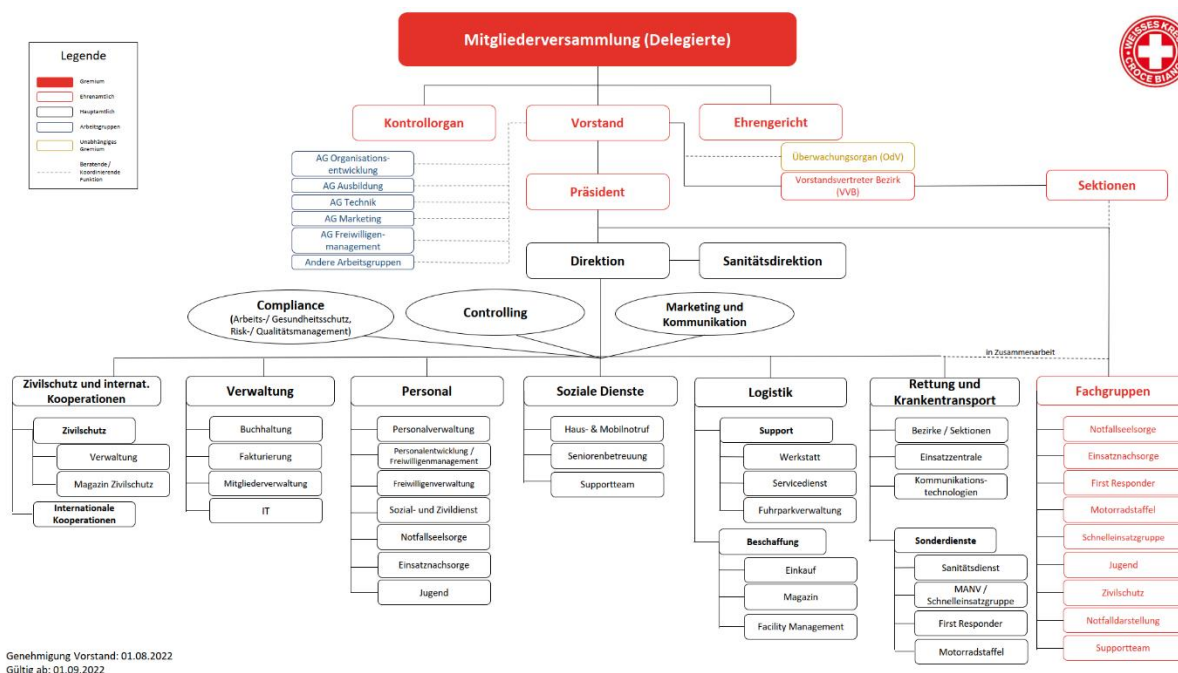 Mitgliederversammlung (Delegierte)
WEISSES KREUZ
CROCE BIANCA
Legende
Gremium
Ehrenamtlich
Hauptamtlich
Arbeitsgruppen
Unabhängiges
Gremium
Beratende /
Koordinierende
Funktion
Kontrollorgan
Vorstand
Ehrengericht
AG Organisations-
entwicklung
AG Ausbildung
AG Technik
AG Marketing
AG Freiwilligen-
management
Andere Arbeitsgruppen
Überwachungsorgan (OdV)
Vorstandsvertreter Bezirk
(VVB)
Sektionen
Präsident
Direktion
Sanitätsdirektion
Compliance
(Arbeits-/ Gesundheitsschutz,
Risk-/ Qualitätsmanagement)
Controlling
Marketing und
Kommunikation
in Zusammenarbeit
Zivilschutz und internat.
Kooperationen
Zivilschutz
Verwaltung
Magazin Zivilschutz
Internationale
Kooperationen
Verwaltung
Buchhaltung
Fakturierung
Mitgliederverwaltung
IT
Personal
Personalverwaltung
Personalentwicklung /
Freiwilligenmanagement
Freiwilligenverwaltung
Sozial- und Zivildienst
Notfallseelsorge
Einsatznachsorge
Jugend
Soziale Dienste
Haus- & Mobilnotruf
Seniorenbetreuung
Supportteam
Logistik
Support
Werkstatt
Servicedienst
Fuhrparkverwaltung
Beschaffung
Einkauf
Magazin
Facility Management
Rettung und
Krankentransport
Bezirke / Sektionen
Einsatzzentrale
Kommunikations-
technologien
Sonderdienste
Sanitätsdienst
MANV /
Schnelleinsatzgruppe
First Responder
Motorradstaffel
Fachgruppen
Notfallseelsorge
Einsatznachsorge
First Responder
Motorradstaffel
Schnelleinsatzgruppe
Jugend
Zivilschutz
Notfalldarstellung
Supportteam
Genehmigung Vorstand: 01.08.2022
Gültig ab: 01.09.2022